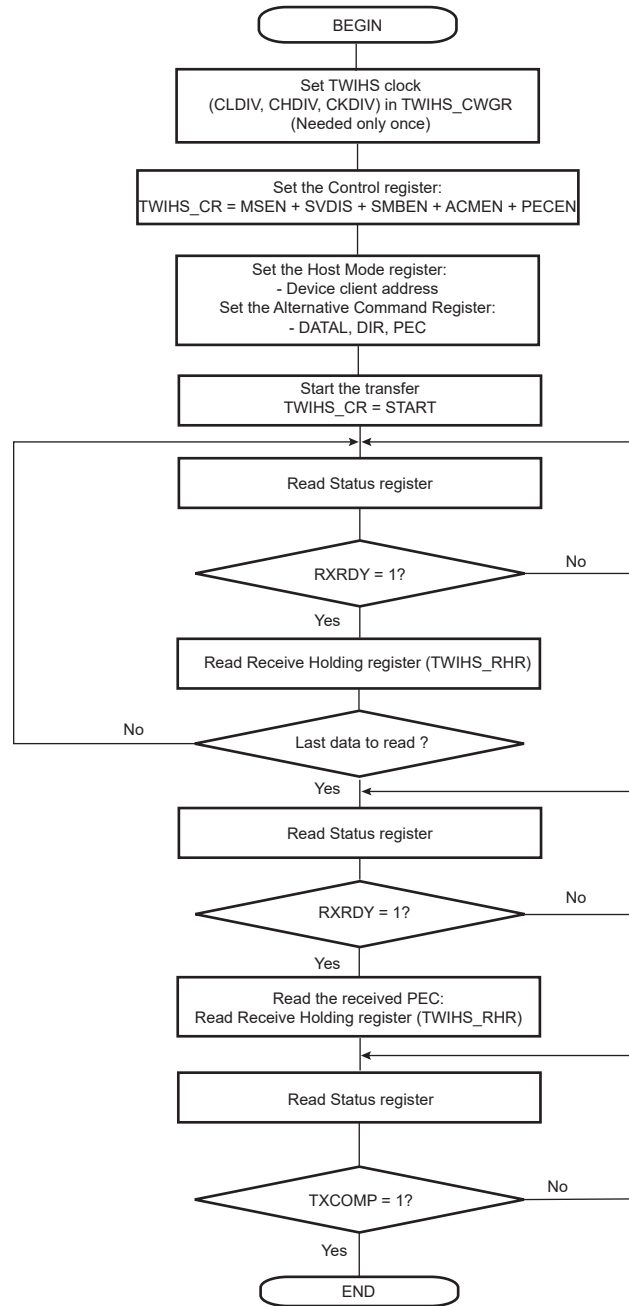 BEGIN
Set TWIHS clock
(CLDIV, CHDIV, CKDIV) in TWIHS_CWGR
(Needed only once)
Set the Control register:
TWIHS_CR = MSEN + SVDIS + SMBEN + ACMEN + PECEN
Set the Host Mode register:
- Device client address
Set the Alternative Command Register:
- DATAL, DIR, PEC
Start the transfer
TWIHS_CR = START
Read Status register
RXRDY = 1?
No
Yes
Read Receive Holding register (TWIHS_RHR)
No
Last data to read ?
Yes
Read Status register
RXRDY = 1?
No
Yes
Read the received PEC:
Read Receive Holding register (TWIHS_RHR)
Read Status register
TXCOMP = 1?
No
Yes
END